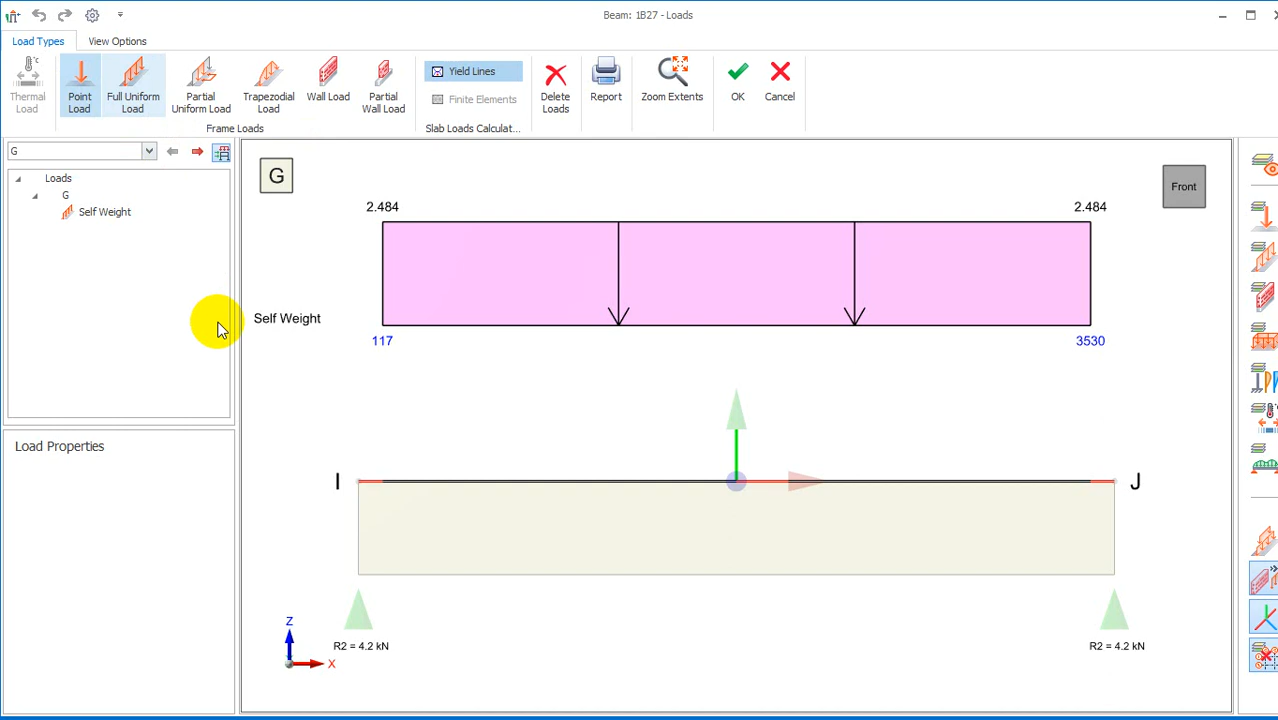 Beam: 1B27 - Loads
Load Types
View Options
Thermal Load
Point Load
Full Uniform Load
Partial Uniform Load
Trapezodial Load
Wall Load
Partial Wall Load
Yield Lines
Finite Elements
Delete Loads
Report
Zoom Extents
OK
Cancel
Frame Loads
Slab Loads Calculat...
G
Loads
G
Self Weight
Load Properties
G
Front
2.484
2.484
Self Weight
117
3530
I
J
R2 = 4.2 kN
R2 = 4.2 kN
Z
X